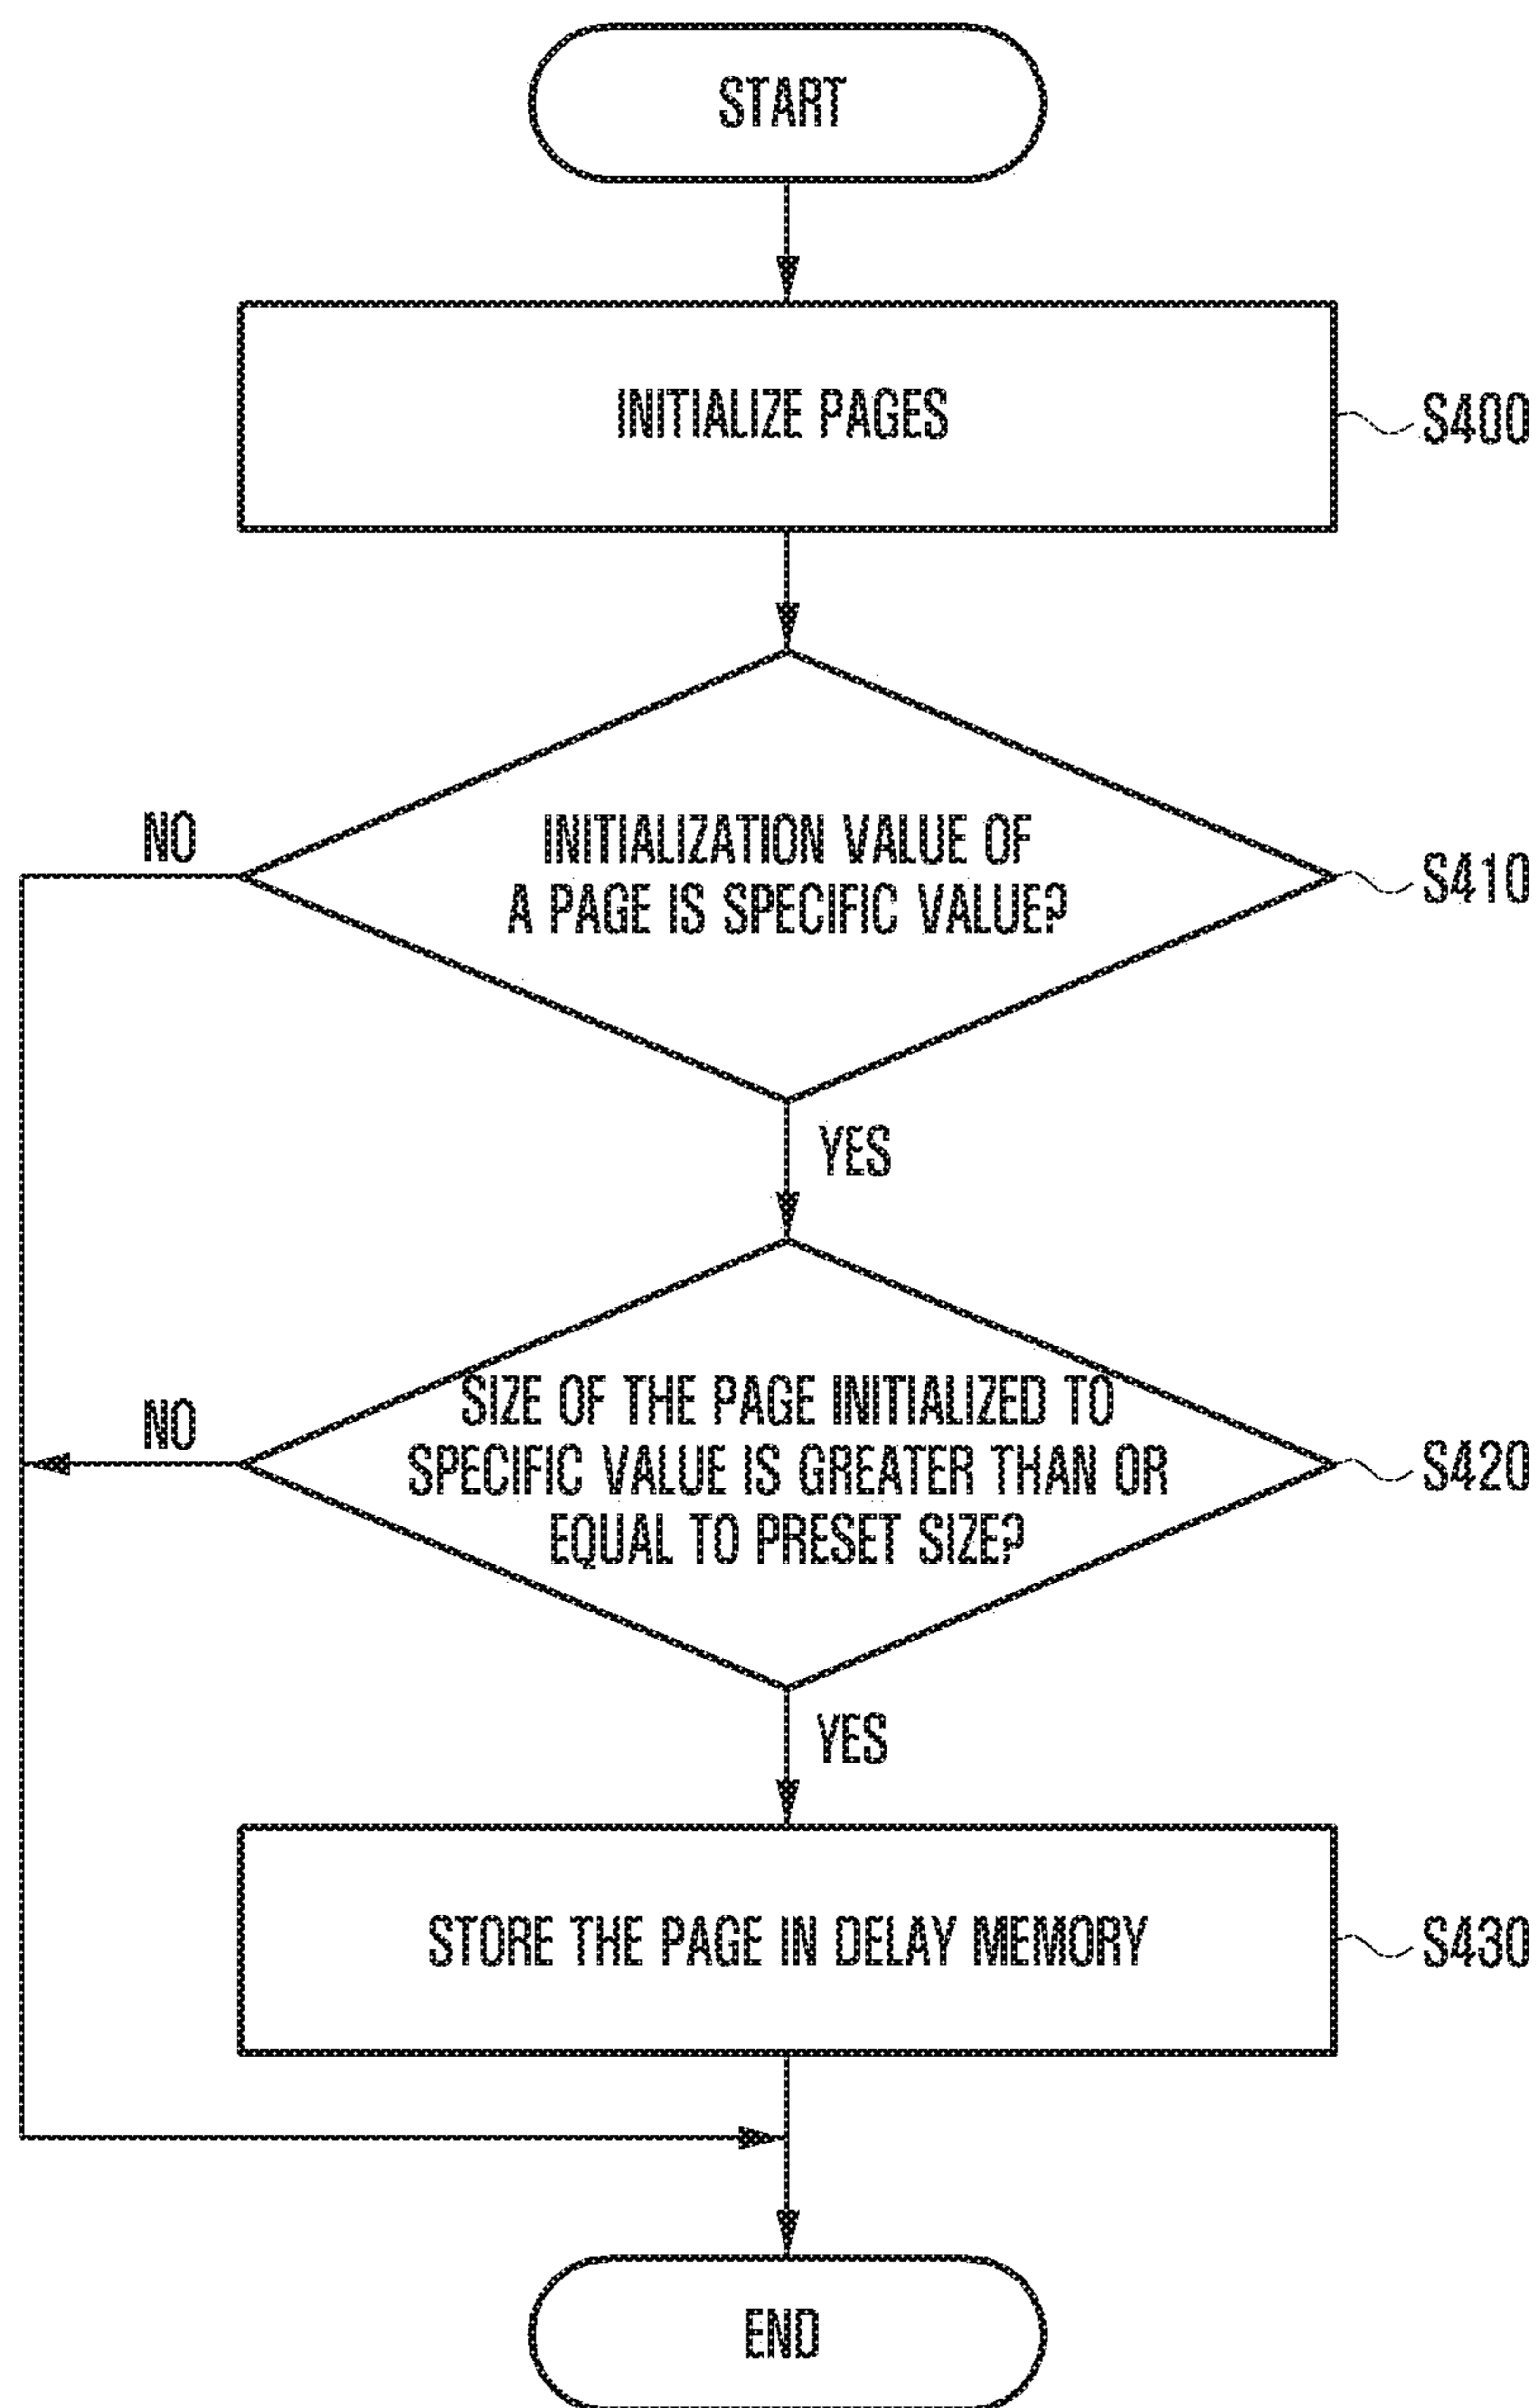 START
INITIALIZE PAGES
S400
NO
INITIALIZATION VALUE OF
A PAGE IS SPECIFIC VALUE?
S410
YES
NO
SIZE OF THE PAGE INITIALIZED TO
SPECIFIC VALUE IS GREATER THAN OR
EQUAL TO PRESET SIZE?
S420
YES
STORE THE PAGE IN DELAY MEMORY
S430
END